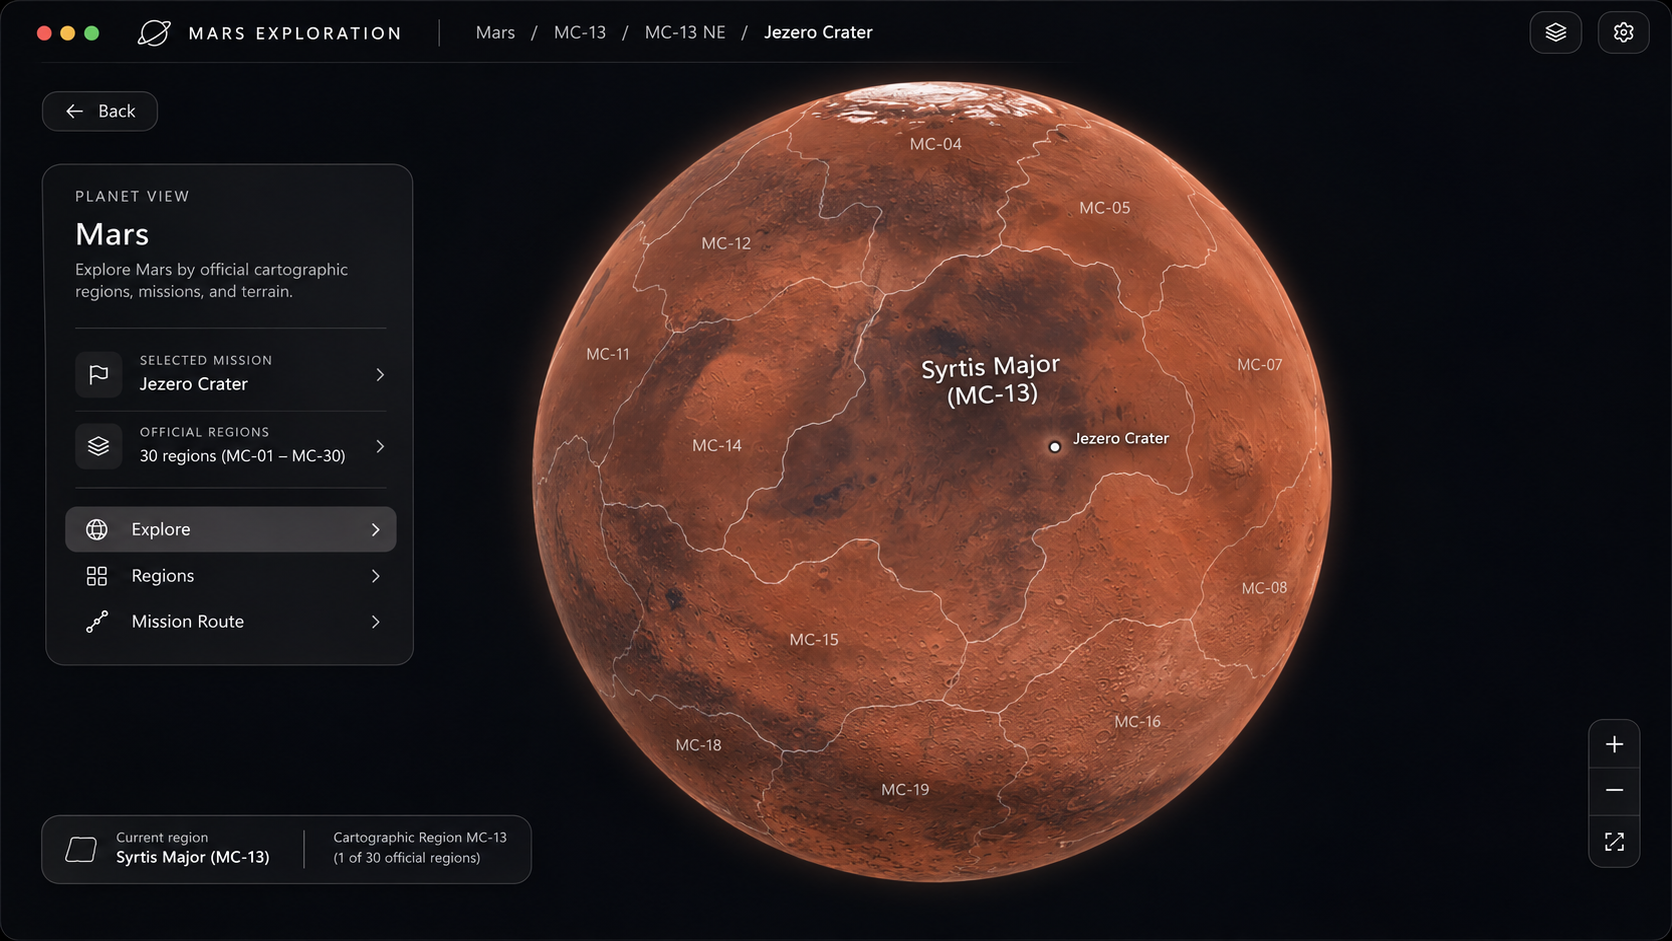 MARS EXPLORATION
Mars / MC-13 / MC-13 NE / Jezero Crater
Back
PLANET VIEW
Mars
Explore Mars by official cartographic
regions, missions, and terrain.
SELECTED MISSION
Jezero Crater
OFFICIAL REGIONS
30 regions (MC-01 – MC-30)
Explore
Regions
Mission Route
Current region
Syrtis Major (MC-13)
Cartographic Region MC-13
(1 of 30 official regions)
MC-04
MC-05
MC-12
MC-11
MC-07
Syrtis Major
(MC-13)
Jezero Crater
MC-14
MC-08
MC-15
MC-16
MC-18
MC-19